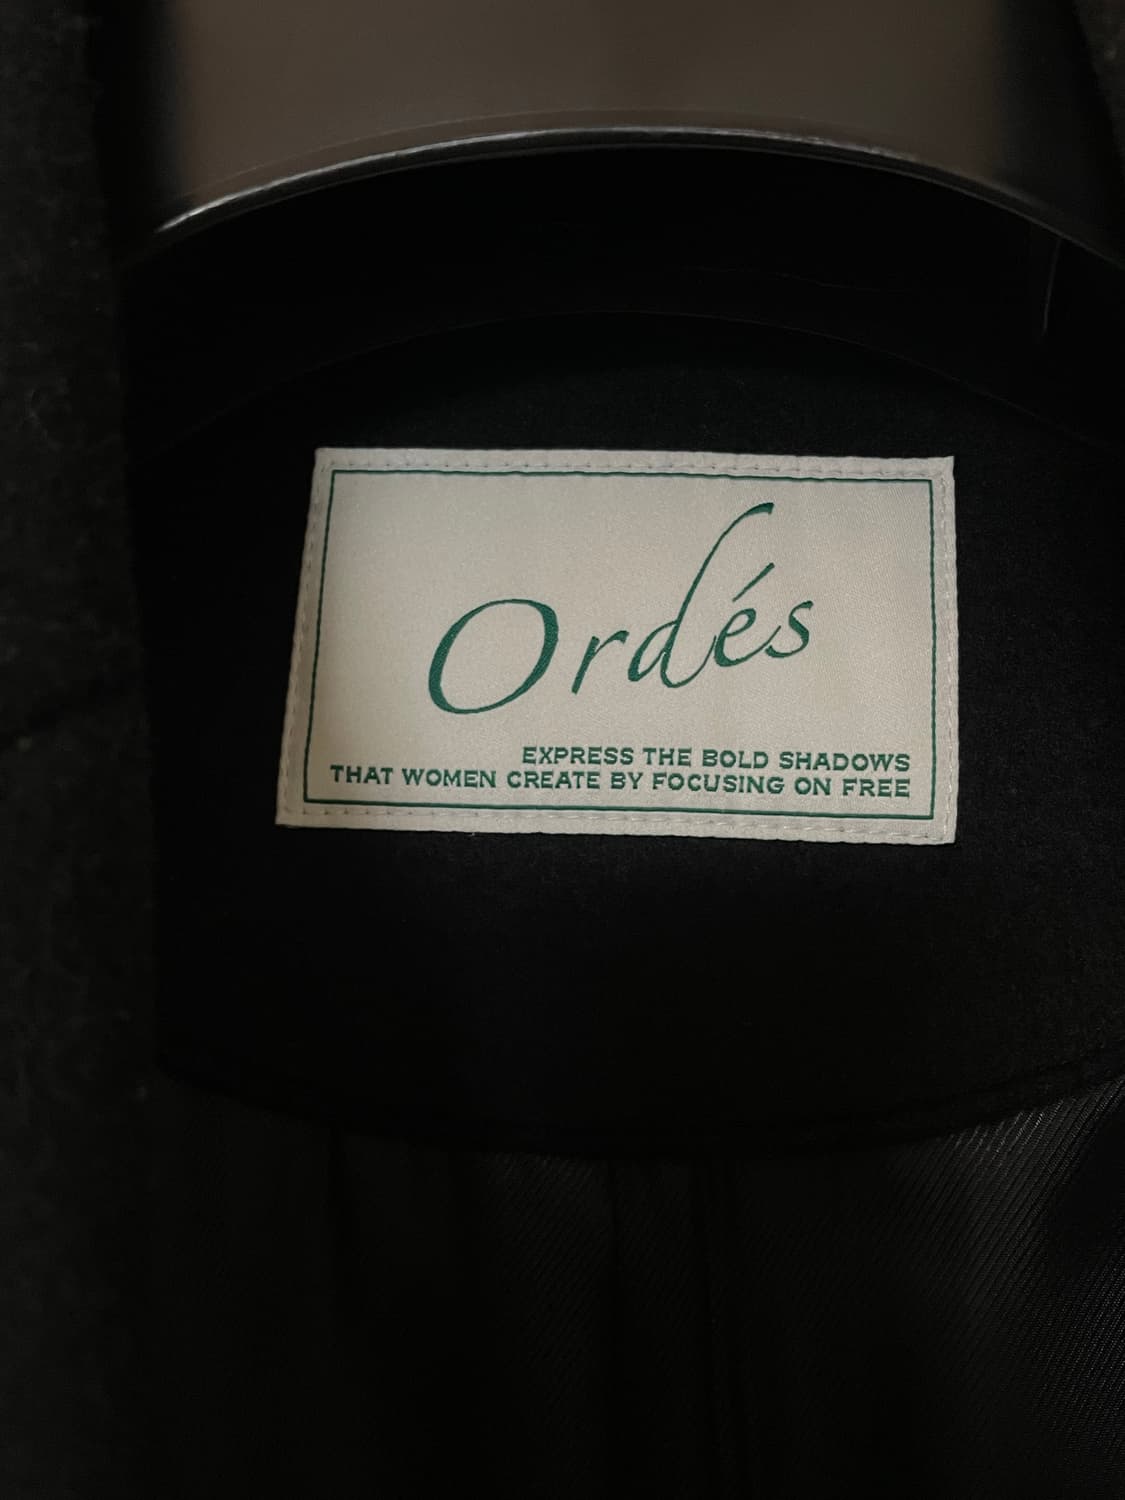 Ordés
EXPRESS THE BOLD SHADOWS
THAT WOMEN CREATE BY FOCUSING ON FREE